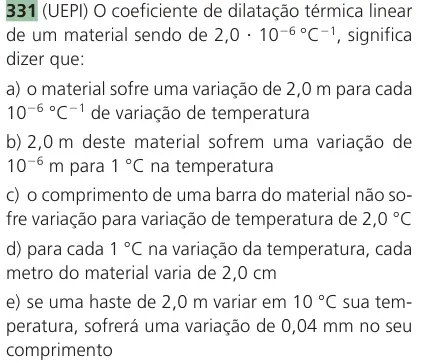 331 (UEPI) O coeficiente de dilatação térmica linear
de um material sendo de 2,0 · 10⁻⁶ °C⁻¹, significa
dizer que:
a) o material sofre uma variação de 2,0 m para cada
10⁻⁶ °C⁻¹ de variação de temperatura
b) 2,0 m deste material sofrem uma variação de
10⁻⁶ m para 1 °C na temperatura
c) o comprimento de uma barra do material não so-
fre variação para variação de temperatura de 2,0 °C
d) para cada 1 °C na variação da temperatura, cada
metro do material varia de 2,0 cm
e) se uma haste de 2,0 m variar em 10 °C sua tem-
peratura, sofrerá uma variação de 0,04 mm no seu
comprimento